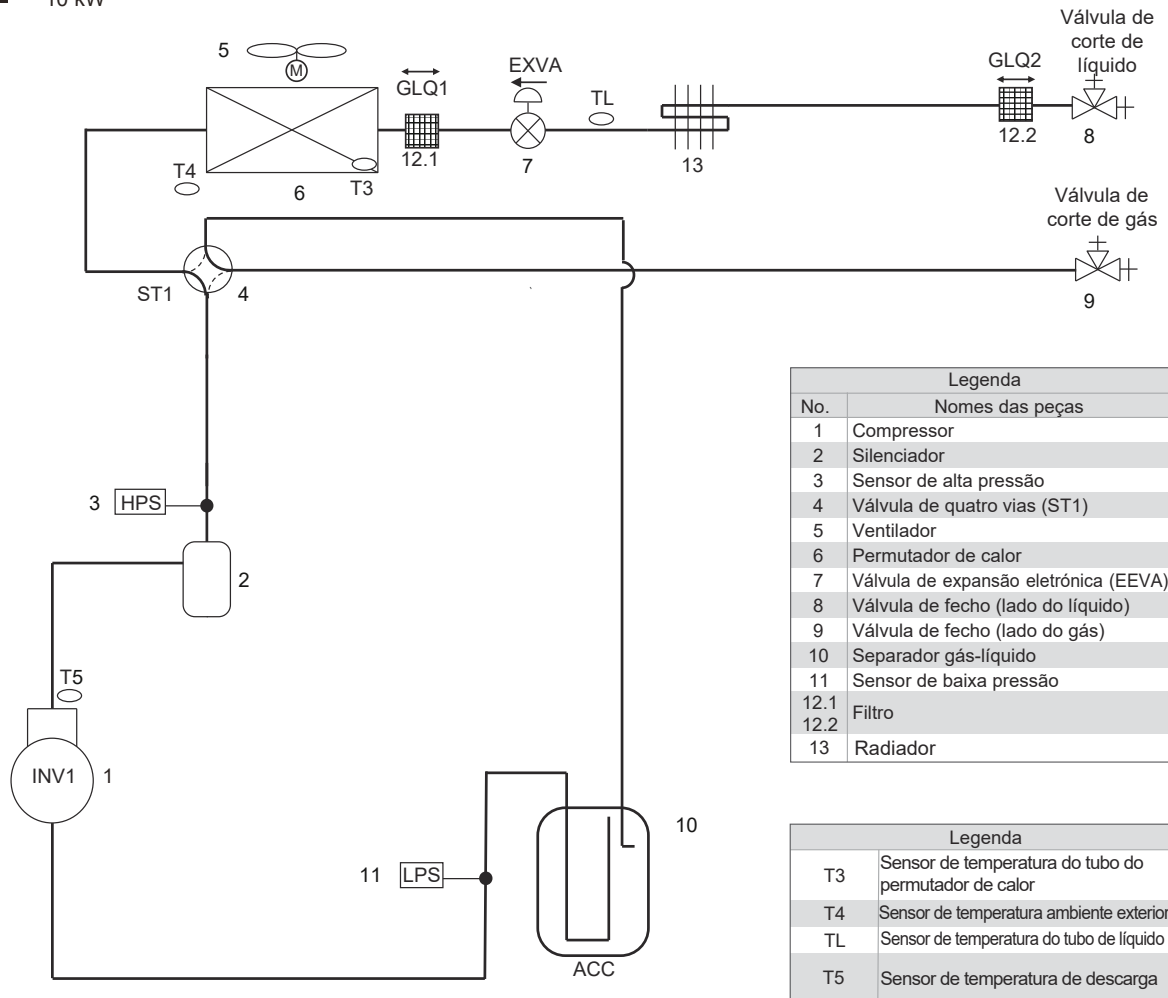 10 kW
Válvula de
corte de
líquido
5
M
GLQ1
EXVA
TL
GLQ2
12.1
7
13
12.2
8
T4
6
T3
Válvula de
corte de gás
ST1
4
9
3 HPS
2
T5
INV1 1
10
11 LPS
ACC
Legenda
No. Nomes das peças
1 Compressor
2 Silenciador
3 Sensor de alta pressão
4 Válvula de quatro vias (ST1)
5 Ventilador
6 Permutador de calor
7 Válvula de expansão eletrónica (EEVA)
8 Válvula de fecho (lado do líquido)
9 Válvula de fecho (lado do gás)
10 Separador gás-líquido
11 Sensor de baixa pressão
12.1
12.2
Filtro
13 Radiador
Legenda
T3 Sensor de temperatura do tubo do
permutador de calor
T4 Sensor de temperatura ambiente exterior
TL Sensor de temperatura do tubo de líquido
T5 Sensor de temperatura de descarga